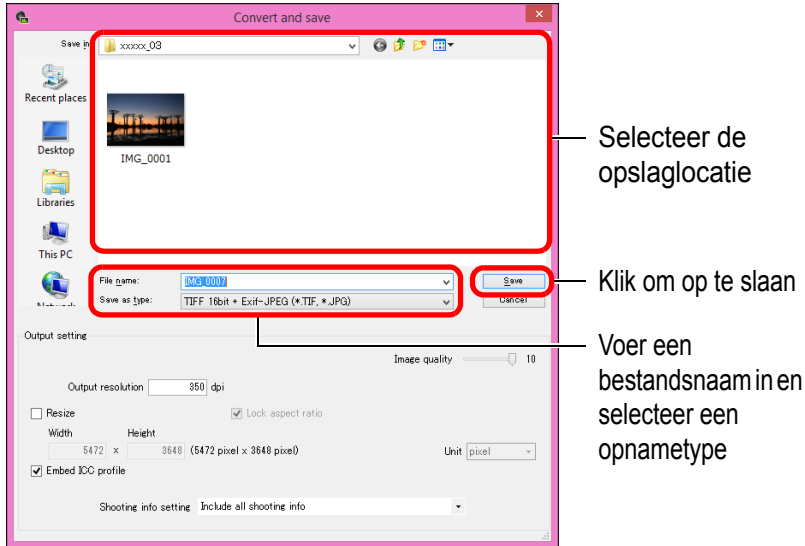 Convert and save
Save in
xxxxx_03
Recent places
Desktop
IMG_0001
Libraries
This PC
File name:
IMG_0007
Save
Save as type:
TIFF 16bit + Exif-JPEG (*.TIF, *.JPG)
Cancel
Output setting
Image quality 10
Output resolution 350 dpi
Resize
Lock aspect ratio
Width Height
5472 x 3648 (5472 pixel x 3648 pixel)
Unit pixel
Embed ICC profile
Shooting info setting Include all shooting info
Selecteer de
opslaglocatie
Klik om op te slaan
Voer een
bestandsnaam in en
selecteer een
opnametype